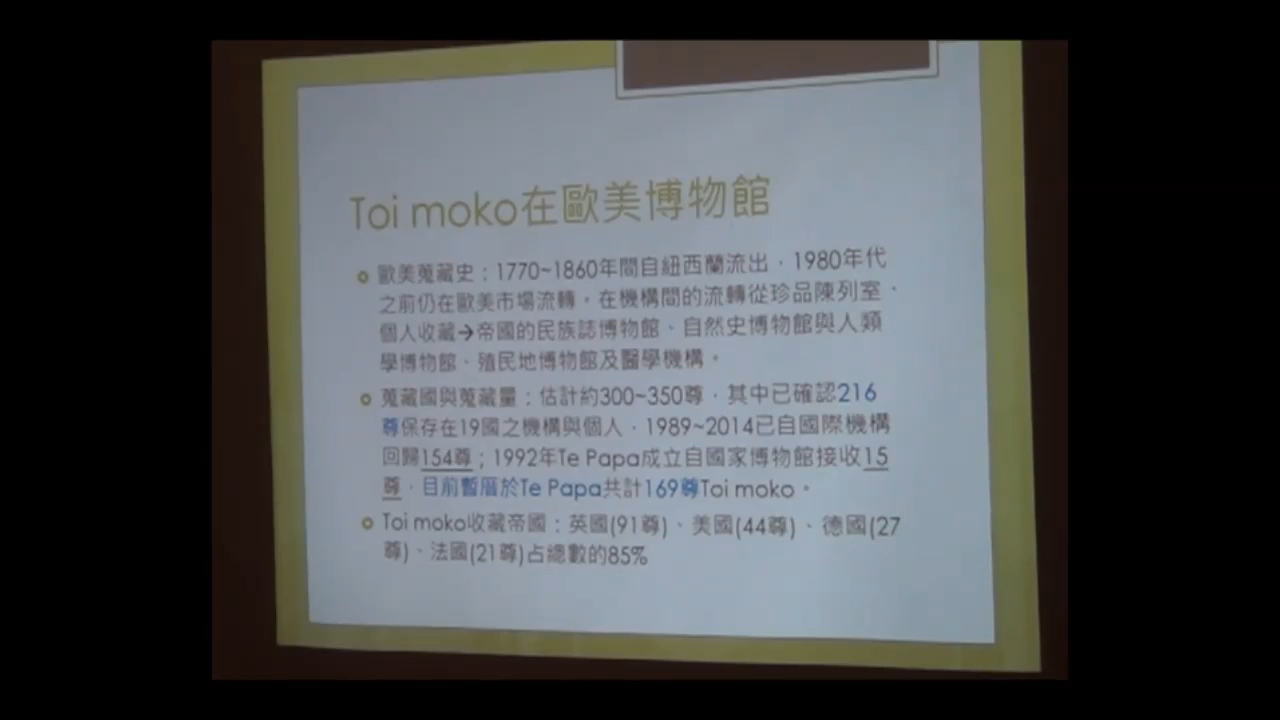 Toi moko在歐美博物館
歐美蒐藏史：1770~1860年間自紐西蘭流出，1980年代
之前仍在歐美市場流轉。在機構間的流轉從珍品陳列室、
個人收藏→帝國的民族誌博物館、自然史博物館與人類
學博物館、殖民地博物館及醫學機構。
蒐藏國與蒐藏量：估計約300~350尊，其中已確認216
尊保存在19國之機構與個人，1989~2014已自國際機構
回歸154尊；1992年Te Papa成立自國家博物館接收15
尊，目前暫厝於Te Papa共計169尊Toi moko。
Toi moko收藏帝國：英國(91尊)、美國(44尊)、德國(27
尊)、法國(21尊)占總數的85%